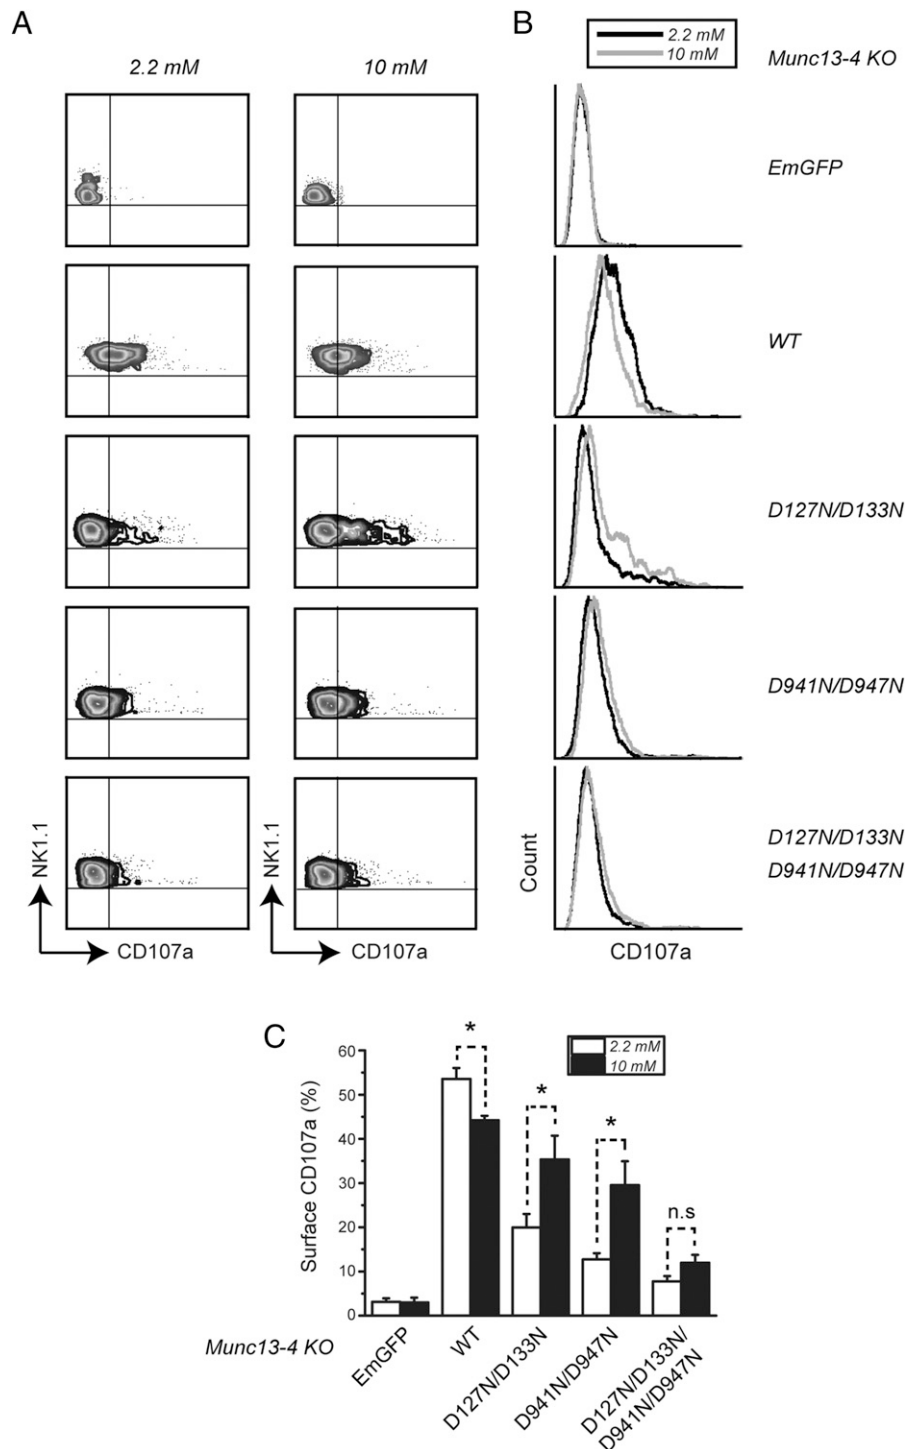 A
2.2 mM
10 mM
NK1.1
CD107a
NK1.1
CD107a
B
2.2 mM
10 mM
Munc13-4 KO
EmGFP
WT
D127N/D133N
D941N/D947N
D127N/D133N
D941N/D947N
Count
CD107a
C
2.2 mM
10 mM
Surface CD107a (%)
60
50
40
30
20
10
0
*
*
*
n.s
Munc13-4 KO
EmGFP
WT
D127N/D133N
D941N/D947N
D127N/D133N/
D941N/D947N